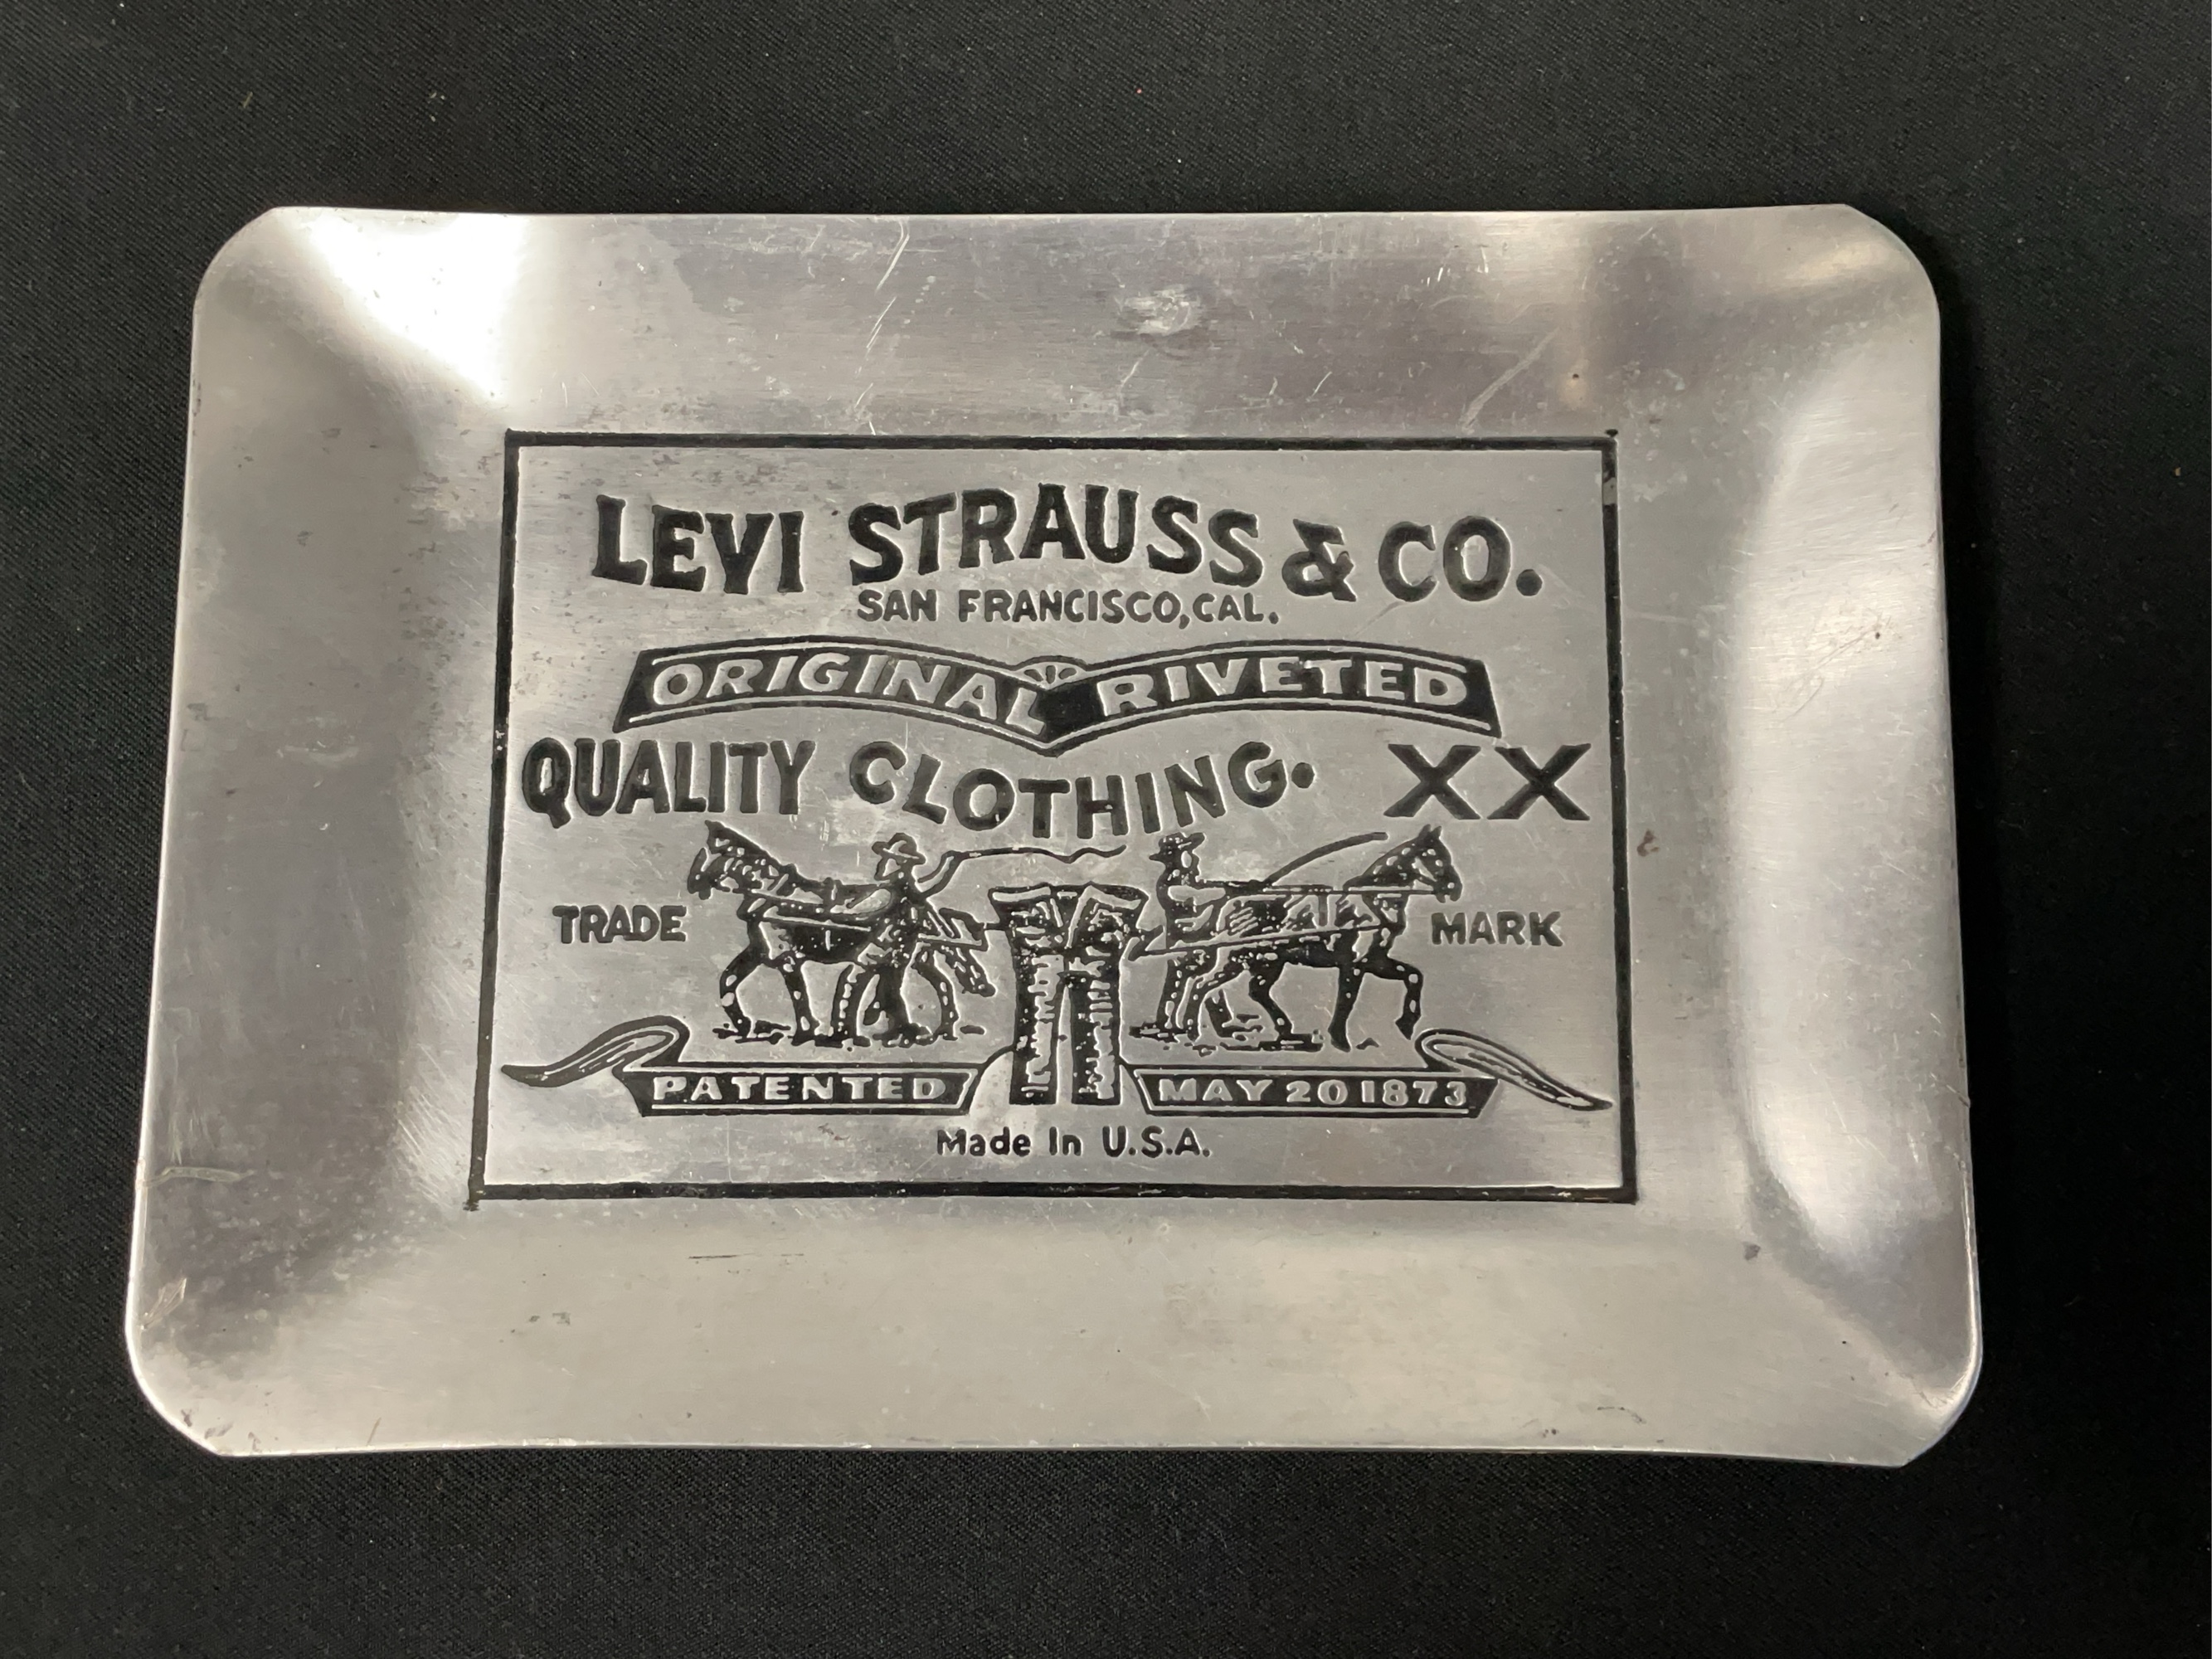 LEVI STRAUSS & CO.
SAN FRANCISCO, CAL.
ORIGINAL RIVETED
QUALITY CLOTHING. XX
TRADE MARK
PATENTED MAY 20 1873
Made In U.S.A.